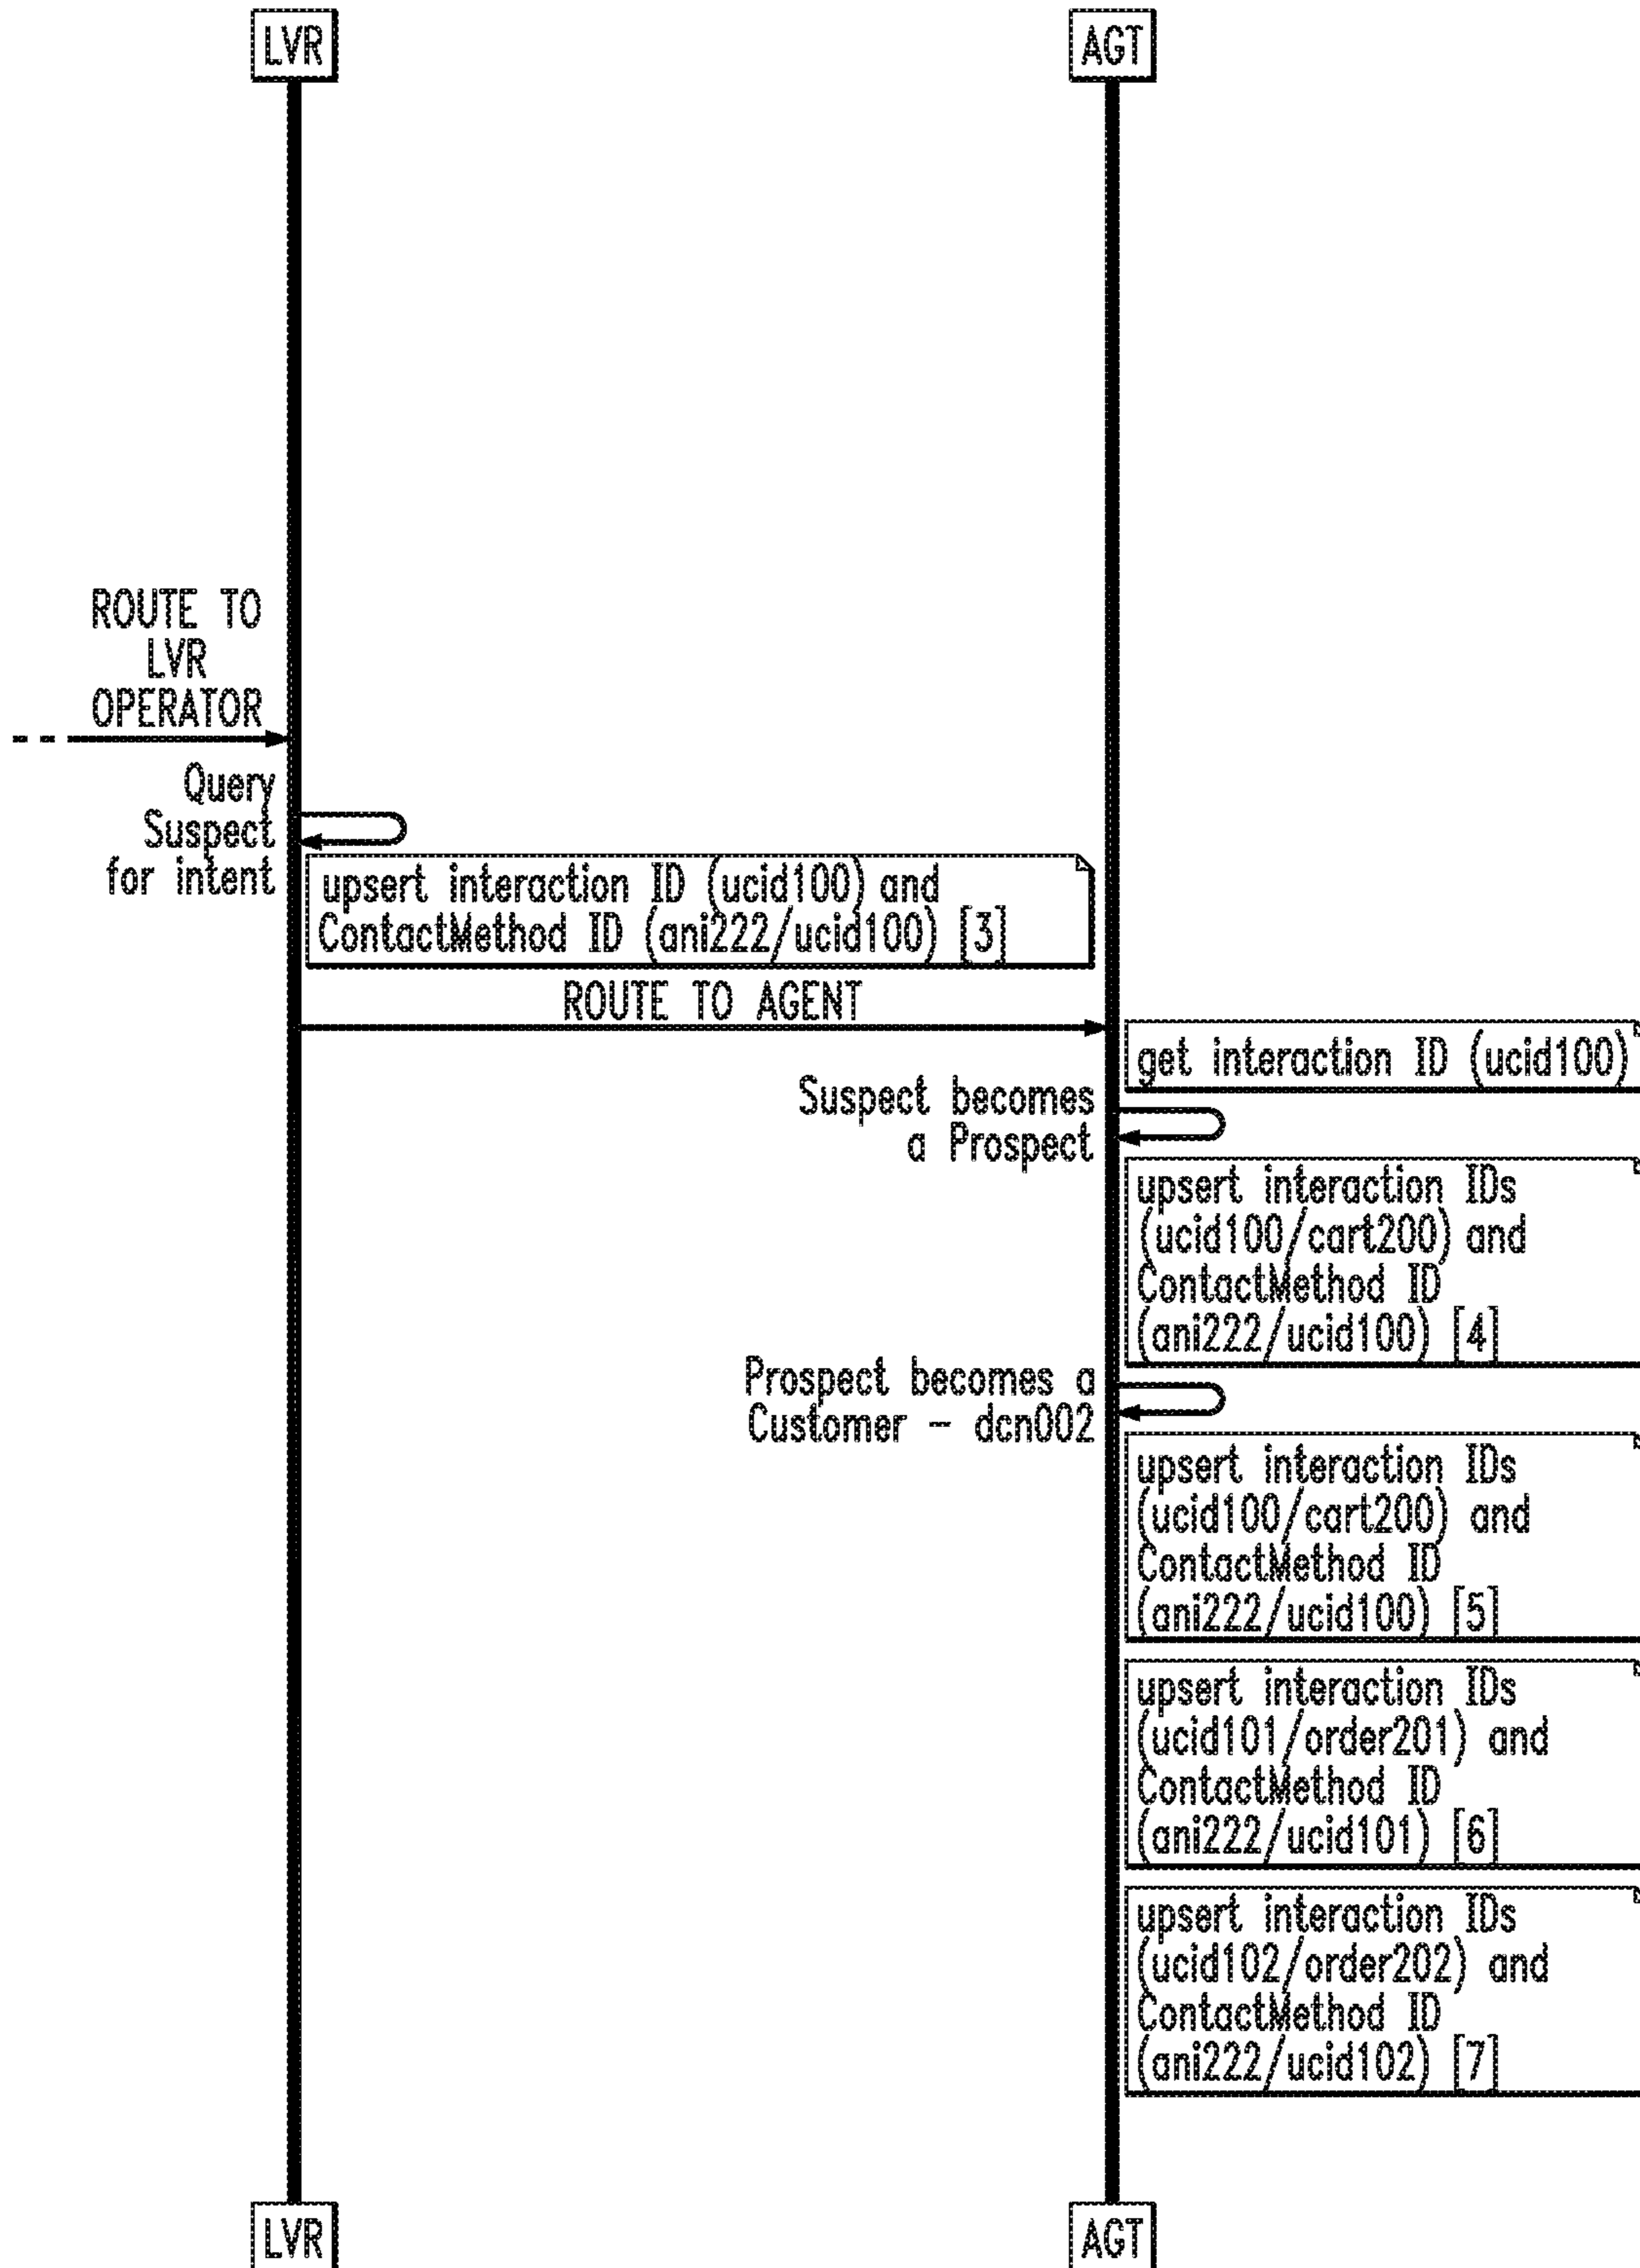 LVR
AGT
ROUTE TO
LVR
OPERATOR
Query
Suspect
for intent
upsert interaction ID (ucid100) and
ContactMethod ID (ani222/ucid100) [3]
ROUTE TO AGENT
get interaction ID (ucid100)
Suspect becomes
a Prospect
upsert interaction IDs
(ucid100/cart200) and
ContactMethod ID
(ani222/ucid100) [4]
Prospect becomes a
Customer – dcn002
upsert interaction IDs
(ucid100/cart200) and
ContactMethod ID
(ani222/ucid100) [5]
upsert interaction IDs
(ucid101/order201) and
ContactMethod ID
(ani222/ucid101) [6]
upsert interaction IDs
(ucid102/order202) and
ContactMethod ID
(ani222/ucid102) [7]
LVR
AGT